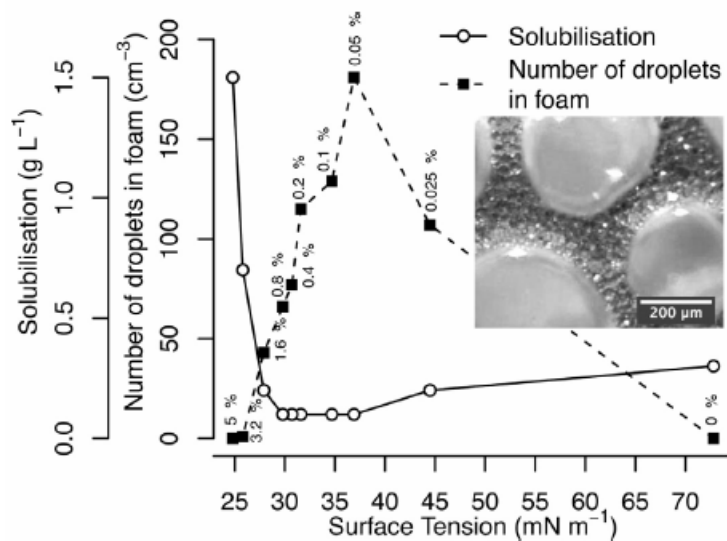 Solubilisation
Number of droplets
in foam
Solubilisation (g L⁻¹)
0.0
0.5
1.0
1.5
Number of droplets in foam (cm⁻³)
0
50
100
150
200
5 %
3.2 %
1.6 %
0.8 %
0.4 %
0.2 %
0.1 %
0.05 %
0.025 %
0 %
200 µm
25 30 35 40 45 50 55 60 65 70
Surface Tension (mN m⁻¹)